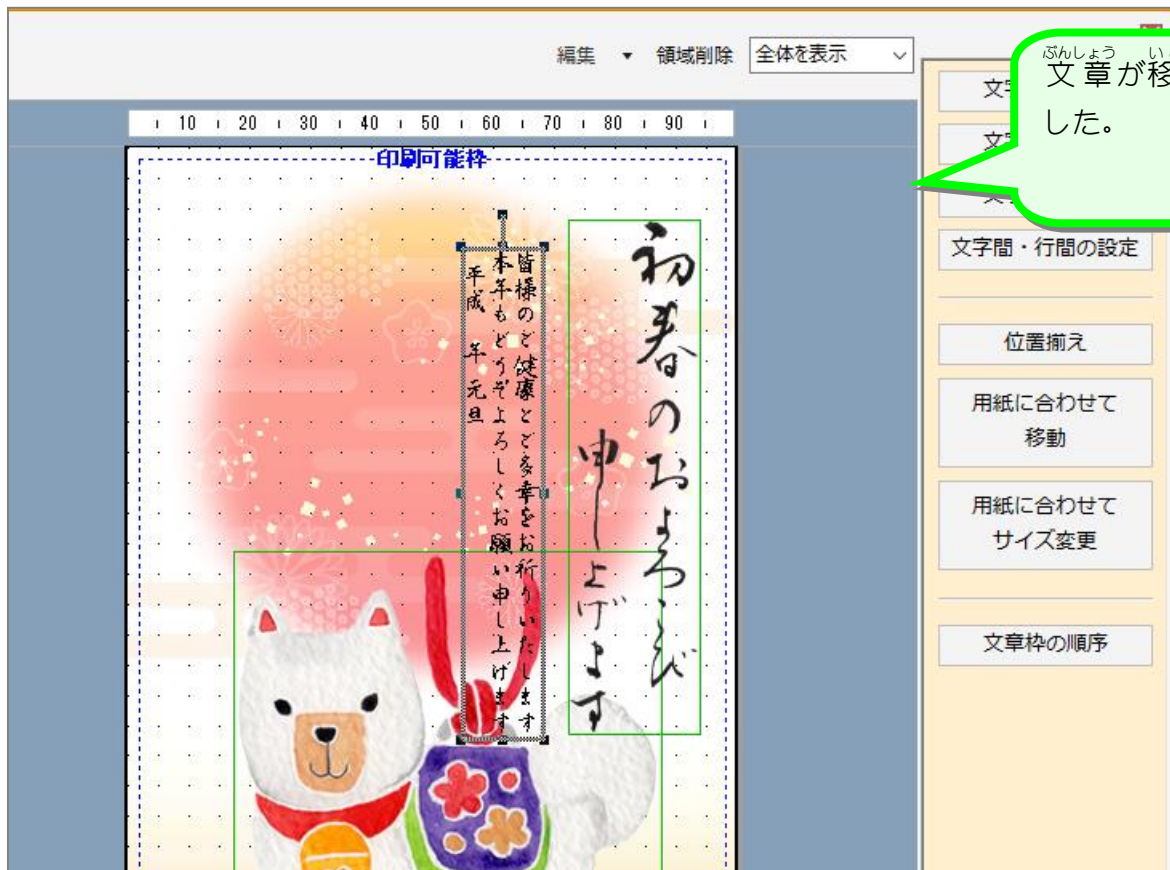 編集 ▼ 領域削除 全体を表示
ぶんしょう い
文章が移
した。
10 20 30 40 50 60 70 80 90
印刷可能枠
初春のおよろこび
申し上げます
皆様のご健康とご多幸をお祈りいたします
本年もどうぞよろしくお願い申し上げます
平成 年 元旦
文字間・行間の設定
位置揃え
用紙に合わせて
移動
用紙に合わせて
サイズ変更
文章枠の順序